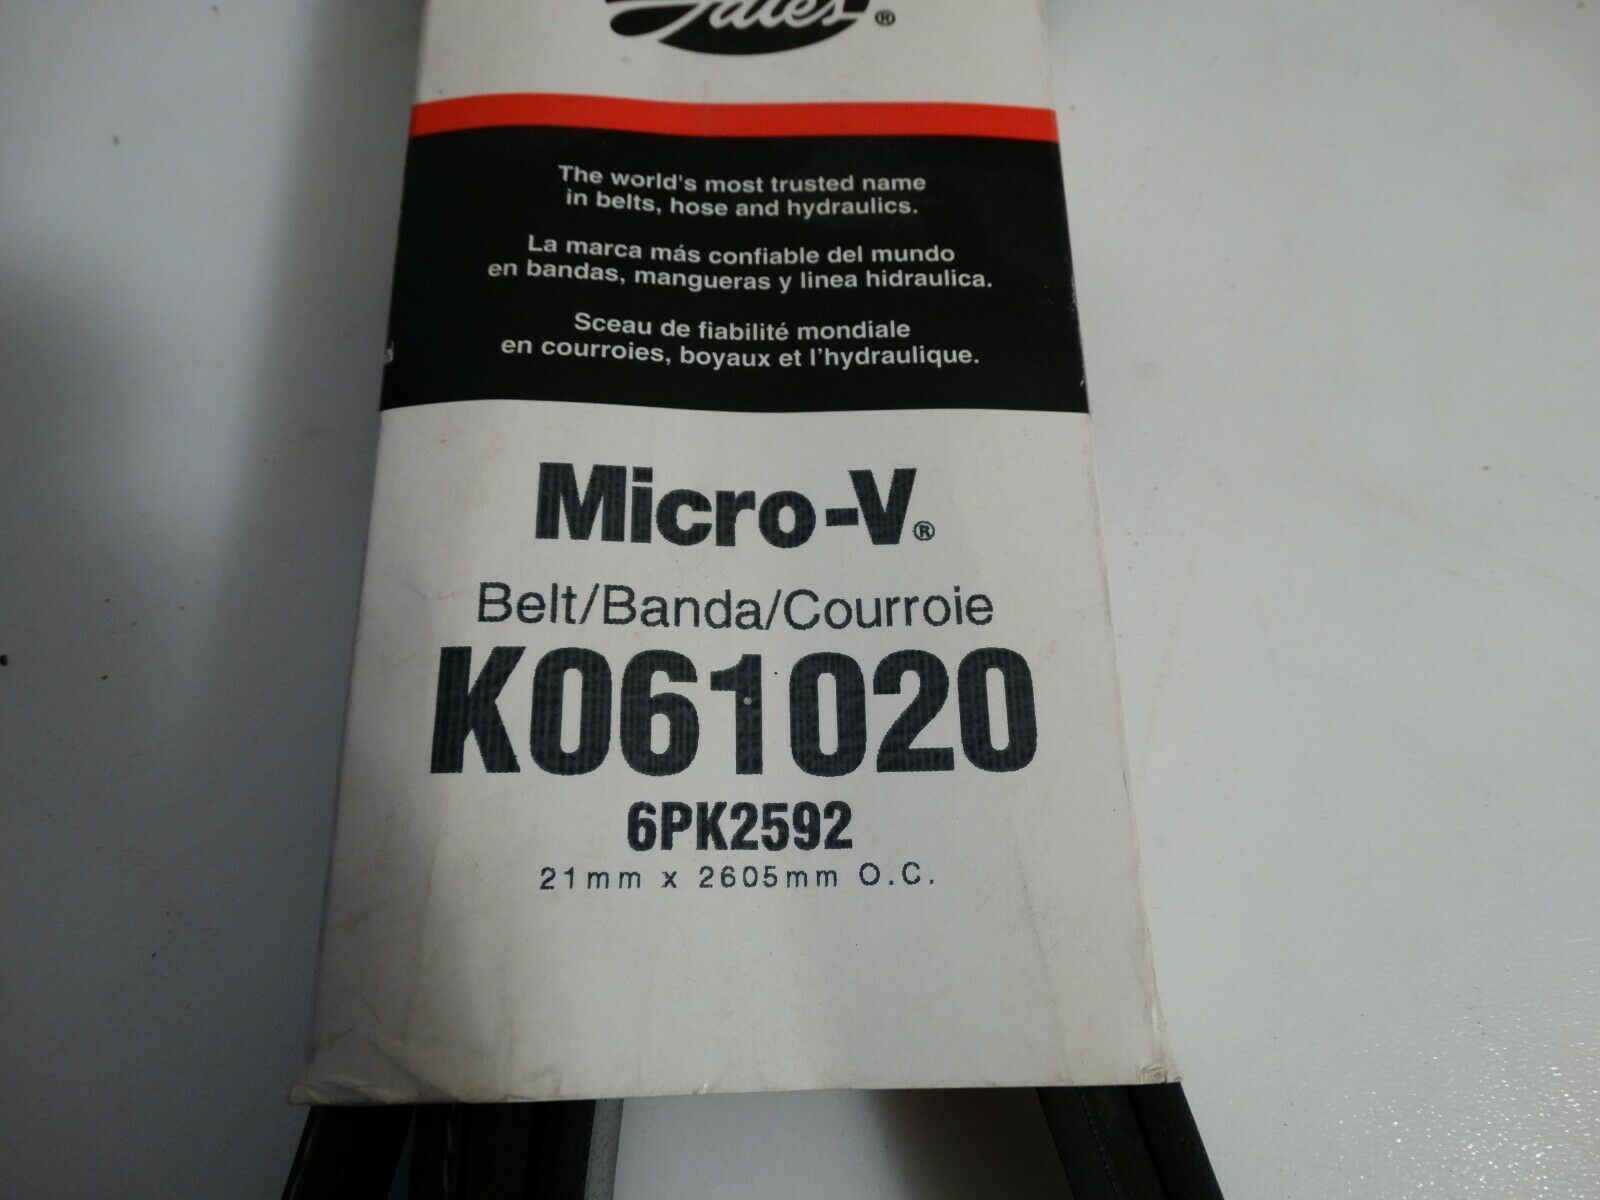 Gates®
The world's most trusted name
in belts, hose and hydraulics.
La marca más confiable del mundo
en bandas, mangueras y linea hidraulica.
Sceau de fiabilité mondiale
en courroies, boyaux et l'hydraulique.
Micro-V®
Belt/Banda/Courroie
K061020
6PK2592
21mm x 2605mm O.C.